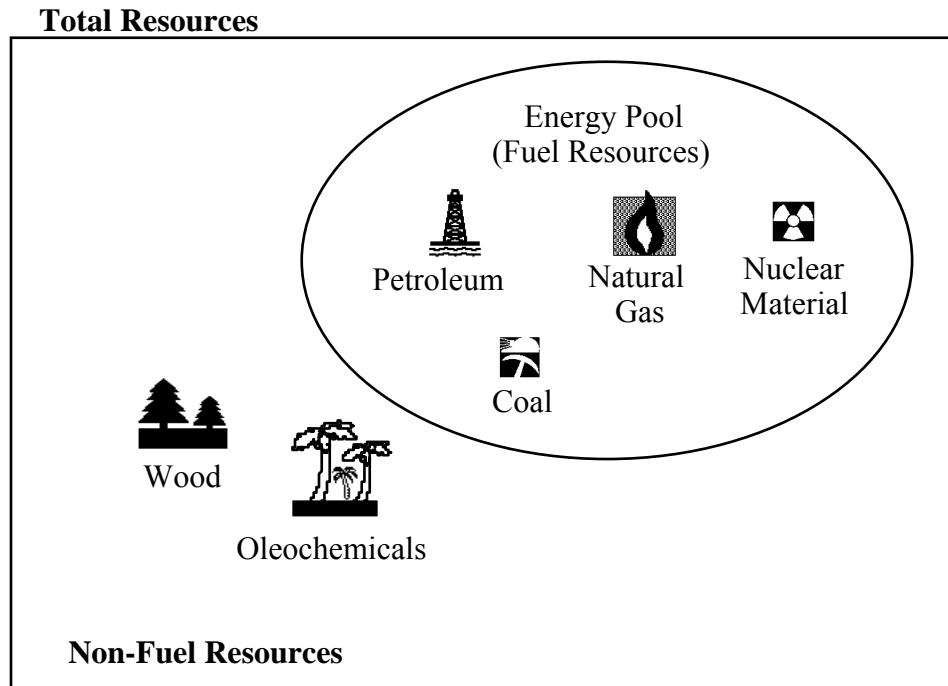 Total Resources
Energy Pool
(Fuel Resources)
Petroleum
Natural
Gas
Nuclear
Material
Coal
Wood
Oleochemicals
Non-Fuel Resources